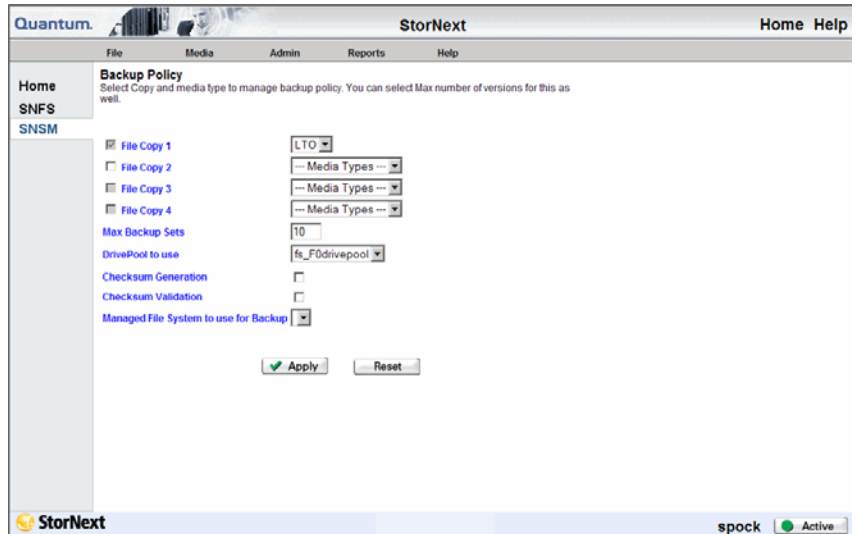 Quantum. StorNext Home Help
File Media Admin Reports Help
Home
SNFS
SNSM
Backup Policy
Select Copy and media type to manage backup policy. You can select Max number of versions for this as
well.
File Copy 1 LTO
File Copy 2 --- Media Types ---
File Copy 3 --- Media Types ---
File Copy 4 --- Media Types ---
Max Backup Sets 10
DrivePool to use fs_F0drivepool
Checksum Generation
Checksum Validation
Managed File System to use for Backup
Apply Reset
StorNext spock Active